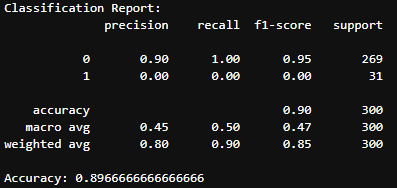 Classification Report:
precision recall f1-score support
0 0.90 1.00 0.95 269
1 0.00 0.00 0.00 31
accuracy 0.90 300
macro avg 0.45 0.50 0.47 300
weighted avg 0.80 0.90 0.85 300
Accuracy: 0.8966666666666666